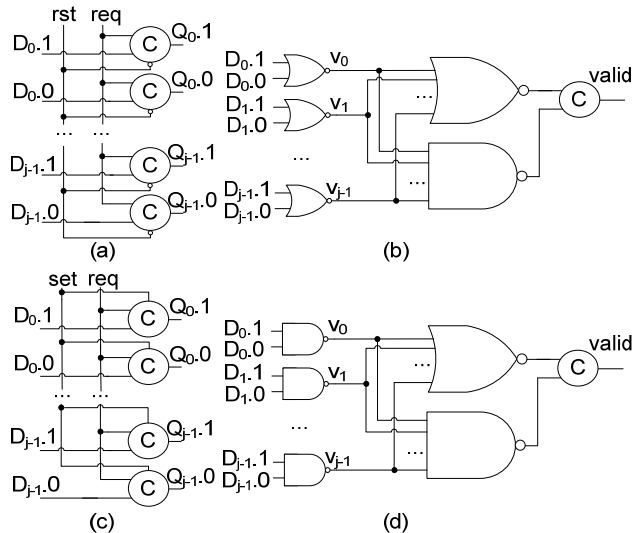 rst req
D0.1 C Q0.1
D0.0 C Q0.0
... ...
Dj-1.1 C Qj-1.1
Dj-1.0 C Qj-1.0
(a)
D0.1
D0.0
v0
D1.1
D1.0
v1
...
...
...
Dj-1.1
Dj-1.0
vj-1
C
valid
(b)
set req
D0.1 C Q0.1
D0.0 C Q0.0
... ...
Dj-1.1 C Qj-1.1
Dj-1.0 C Qj-1.0
(c)
D0.1
D0.0
v0
D1.1
D1.0
v1
...
...
...
Dj-1.1
Dj-1.0
vj-1
C
valid
(d)